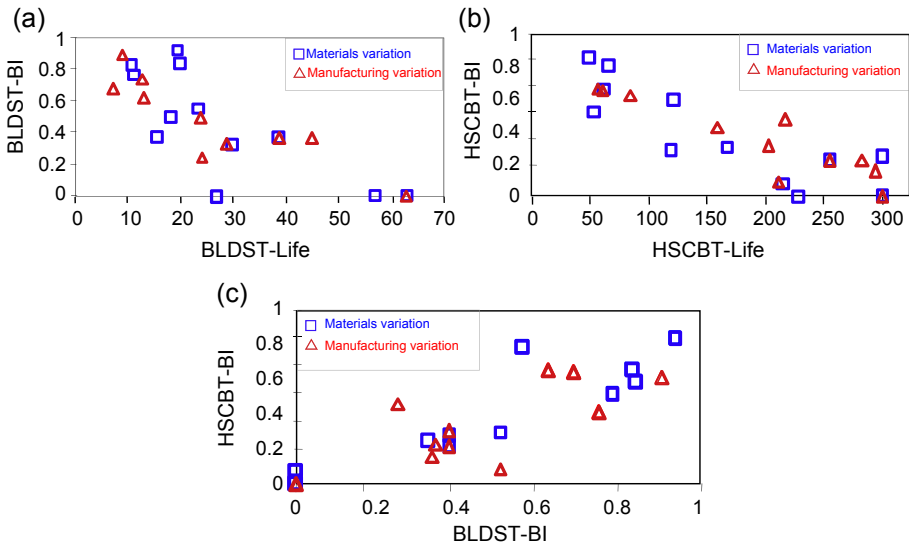 (a)
BLDST-BI
1
0.8
0.6
0.4
0.2
0
Materials variation
Manufacturing variation
0 10 20 30 40 50 60 70
BLDST-Life
(b)
HSCBT-BI
1
0.8
0.6
0.4
0.2
0
Materials variation
Manufacturing variation
0 50 100 150 200 250 300
HSCBT-Life
(c)
HSCBT-BI
1
0.8
0.6
0.4
0.2
0
Materials variation
Manufacturing variation
0 0.2 0.4 0.6 0.8 1
BLDST-BI